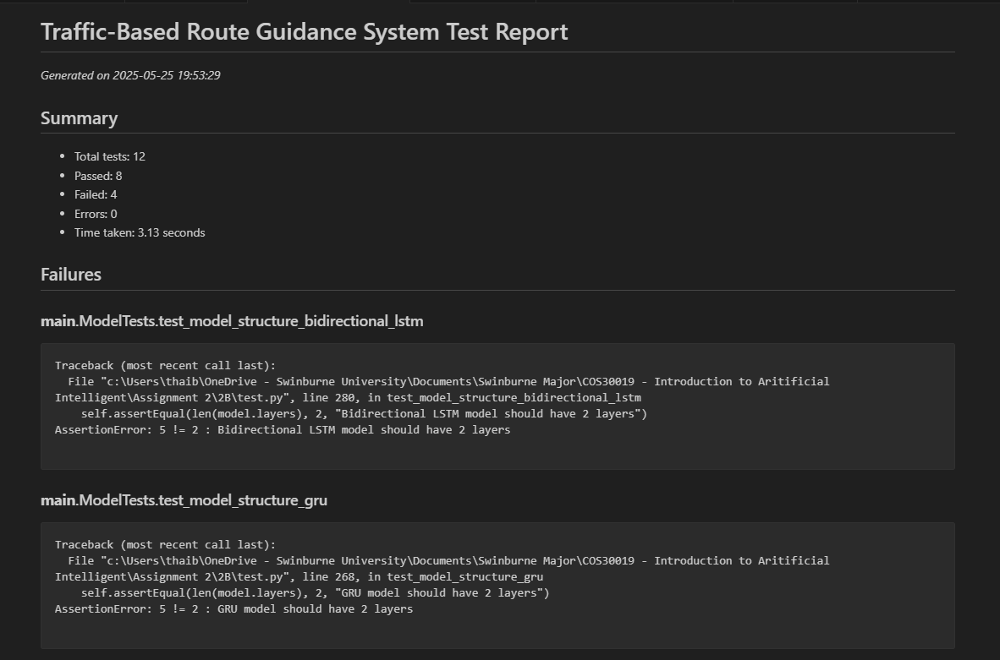 Traffic-Based Route Guidance System Test Report
Generated on 2025-05-25 19:53:29
Summary
• Total tests: 12
• Passed: 8
• Failed: 4
• Errors: 0
• Time taken: 3.13 seconds
Failures
main.ModelTests.test_model_structure_bidirectional_lstm
Traceback (most recent call last):
  File "c:\Users\thaib\OneDrive - Swinburne University\Documents\Swinburne Major\COS30019 - Introduction to Aritificial
Intelligent\Assignment 2\2B\test.py", line 280, in test_model_structure_bidirectional_lstm
    self.assertEqual(len(model.layers), 2, "Bidirectional LSTM model should have 2 layers")
AssertionError: 5 != 2 : Bidirectional LSTM model should have 2 layers
main.ModelTests.test_model_structure_gru
Traceback (most recent call last):
  File "c:\Users\thaib\OneDrive - Swinburne University\Documents\Swinburne Major\COS30019 - Introduction to Aritificial
Intelligent\Assignment 2\2B\test.py", line 268, in test_model_structure_gru
    self.assertEqual(len(model.layers), 2, "GRU model should have 2 layers")
AssertionError: 5 != 2 : GRU model should have 2 layers